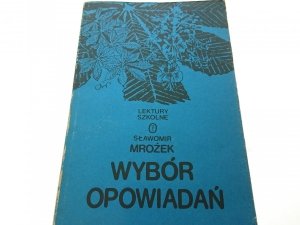 LEKTURY
SZKOLNE
SŁAWOMIR
MROŻEK
WYBÓR
OPOWIADAŃ